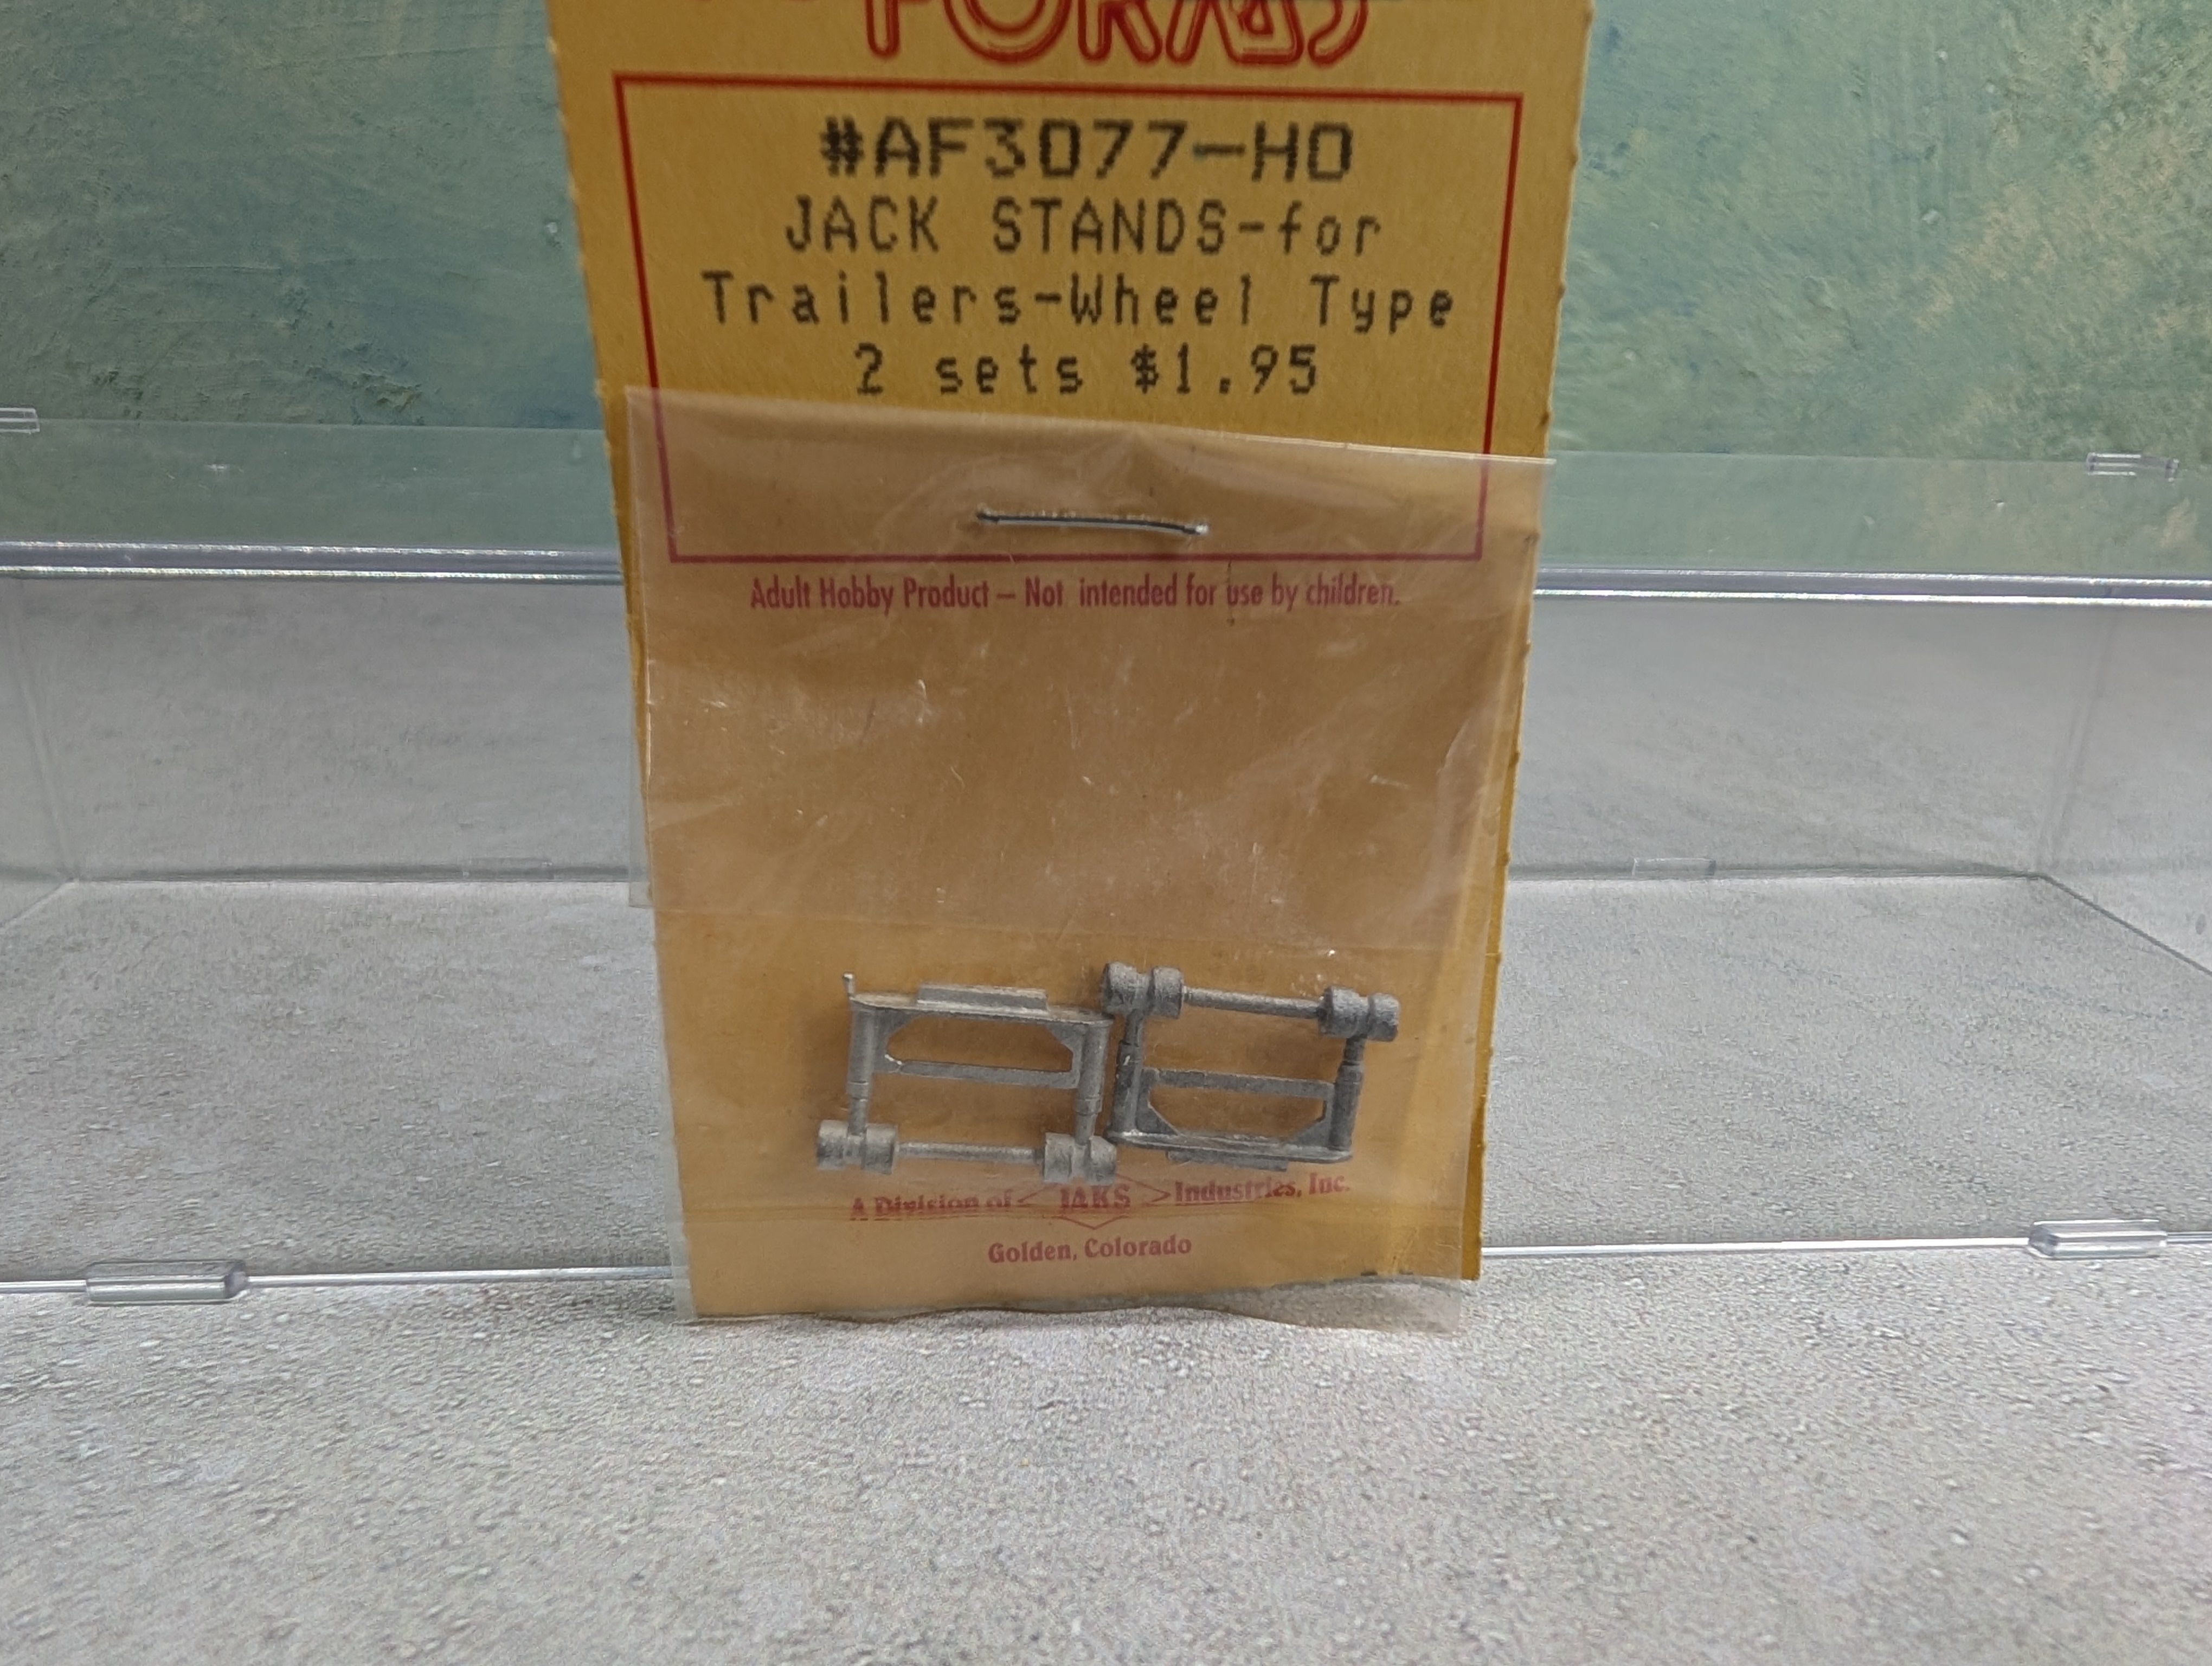 FORMS
#AF3077-HO
JACK STANDS-for
Trailers-Wheel Type
2 sets $1.95
Adult Hobby Product – Not intended for use by children.
A Division of JAKS Industries, Inc.
Golden, Colorado